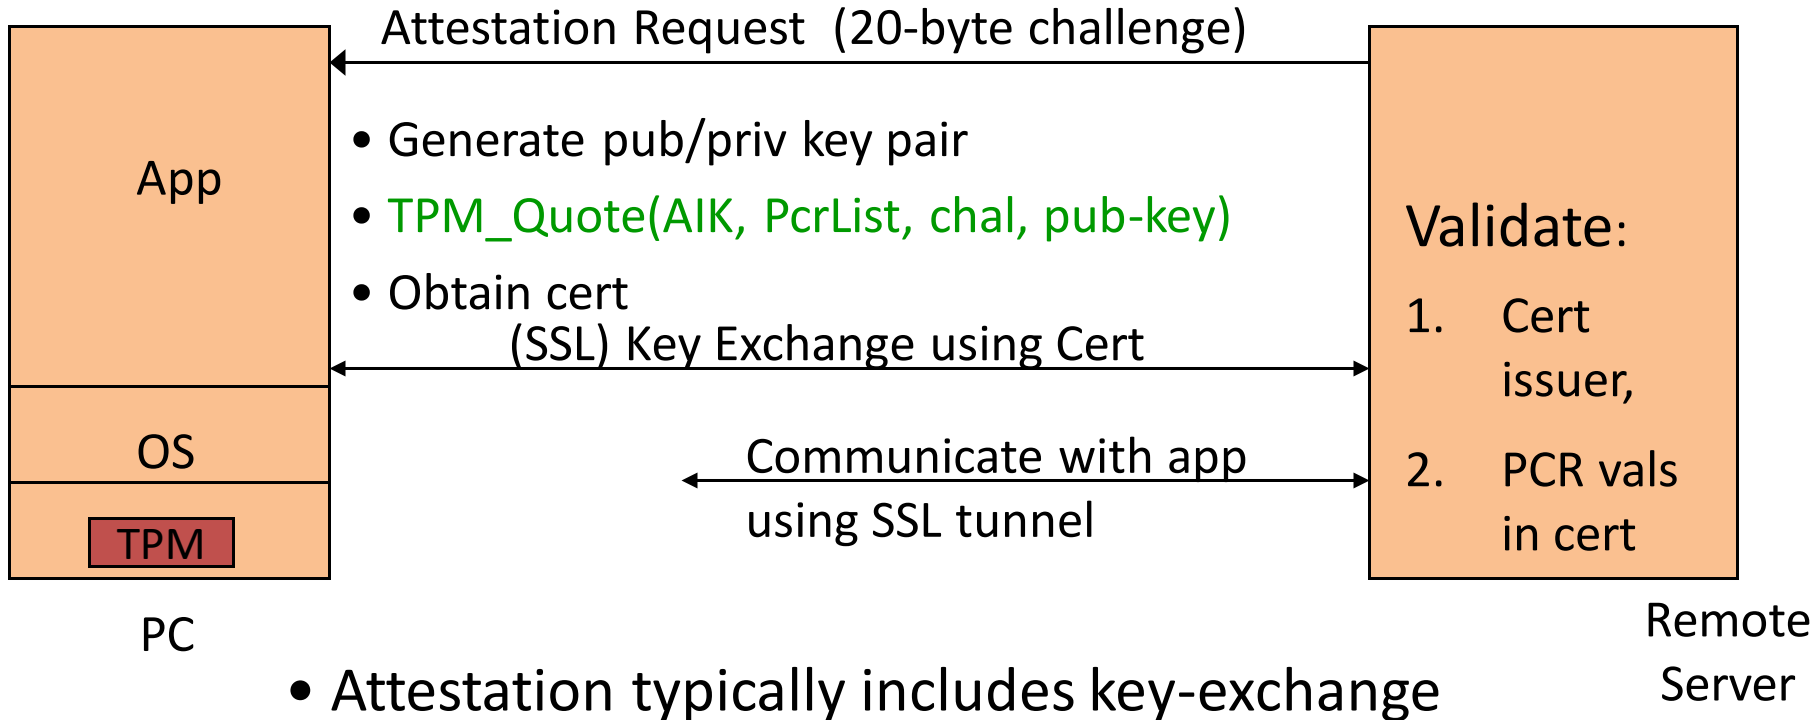 Attestation Request (20-byte challenge)
App
• Generate pub/priv key pair
• TPM_Quote(AIK, PcrList, chal, pub-key)
• Obtain cert
(SSL) Key Exchange using Cert
OS
Communicate with app
using SSL tunnel
TPM
PC
Validate:
1. Cert
issuer,
2. PCR vals
in cert
Remote
Server
• Attestation typically includes key-exchange